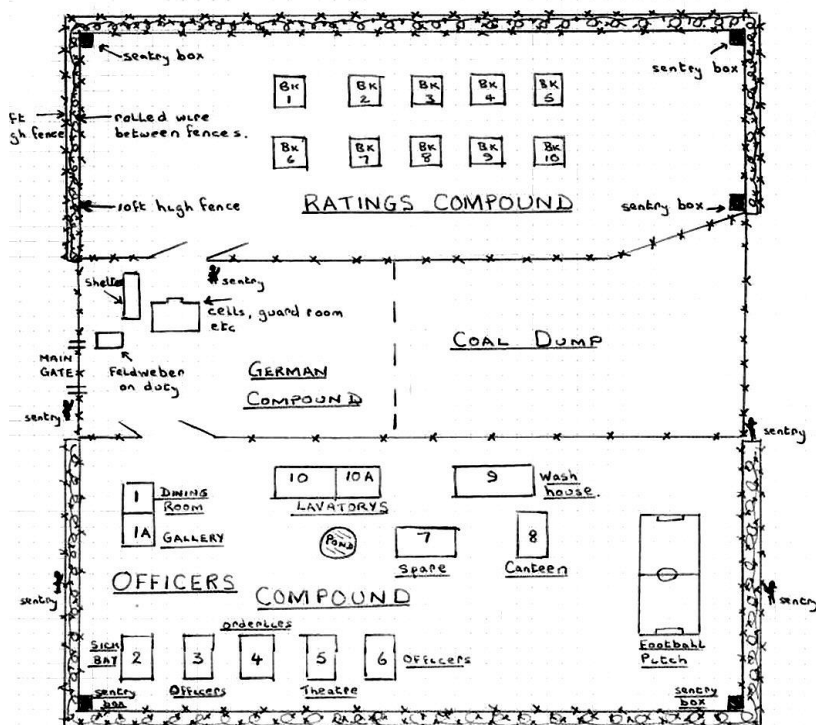 sentry box
sentry box
BK 1
BK 2
BK 3
BK 4
BK 5
ft
gh fence
rolled wire
between fences.
BK 6
BK 7
BK 8
BK 9
BK 10
10ft high fence
RATINGS COMPOUND
sentry box
sentry
Shelter
cells, guard room
etc
COAL DUMP
MAIN
GATE
Feldweber
on duty
GERMAN
COMPOUND
sentry
sentry
1
DINING
ROOM
1A
GALLERY
10
10A
LAVATORYS
9
Wash
house.
POND
7
Spare
8
Canteen
sentry
OFFICERS COMPOUND
sentry
Orderlies
Football
Pitch
SICK
BAY
2
3
4
5
6
OFFICERS
sentry
box
Officers
Theatre
sentry
box